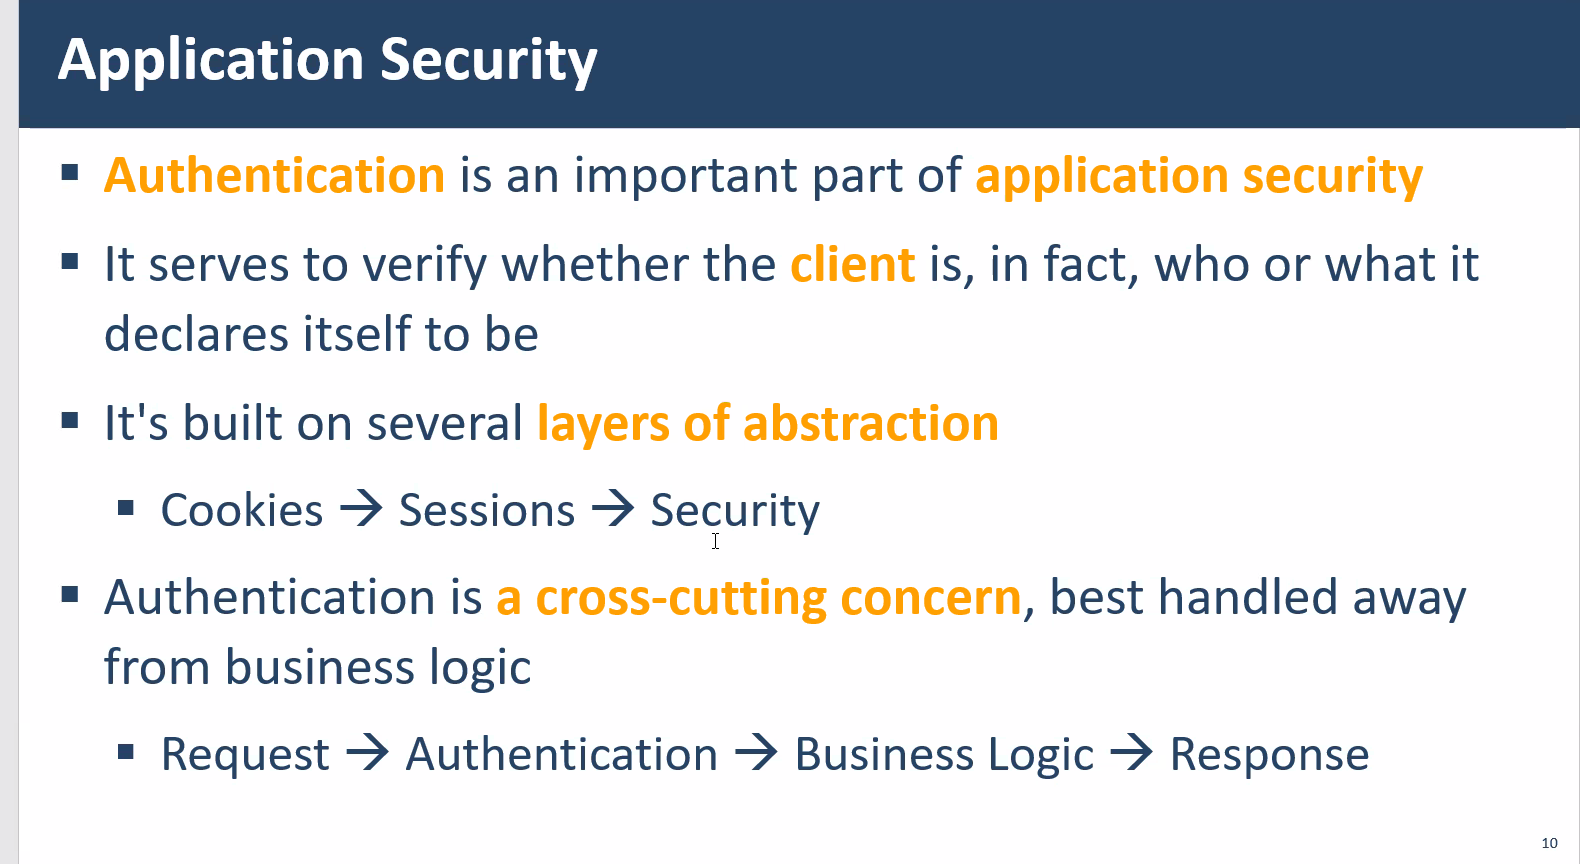 Application Security
▪ Authentication is an important part of application security
▪ It serves to verify whether the client is, in fact, who or what it
declares itself to be
▪ It's built on several layers of abstraction
▪ Cookies → Sessions → Security
▪ Authentication is a cross-cutting concern, best handled away
from business logic
▪ Request → Authentication → Business Logic → Response
10